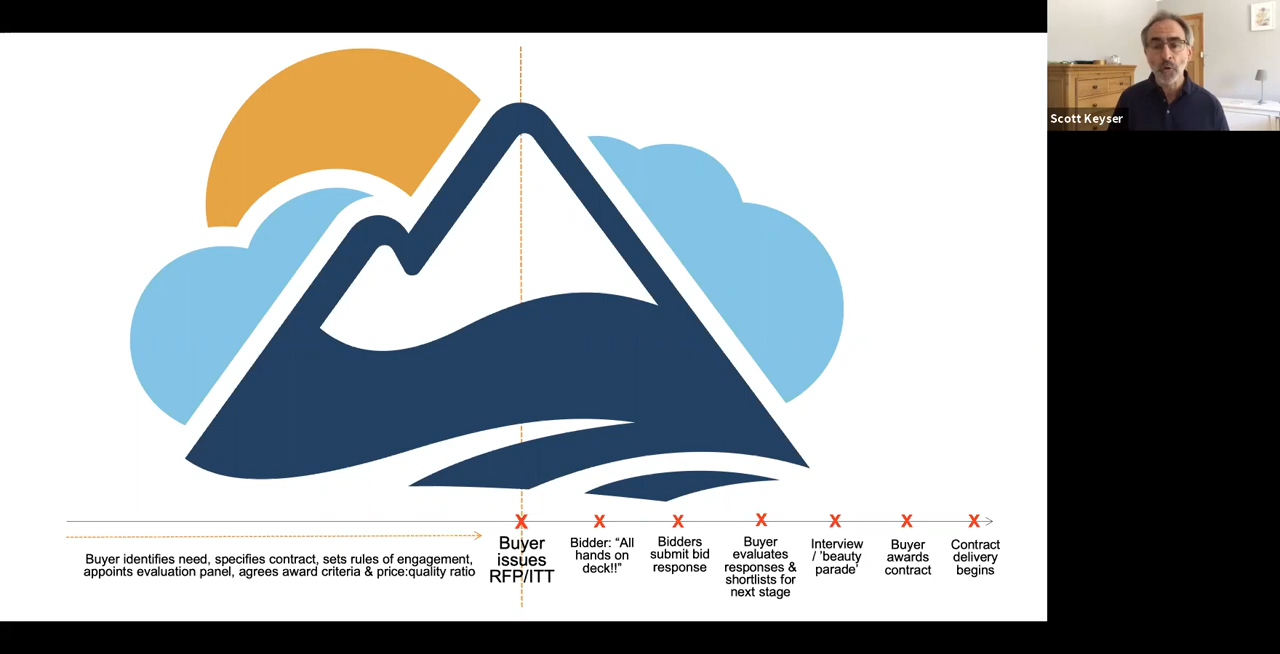 Scott Keyser
X X X X X X X
Buyer identifies need, specifies contract, sets rules of engagement,
appoints evaluation panel, agrees award criteria & price:quality ratio
Buyer
issues
RFP/ITT
Bidder: “All
hands on
deck!!”
Bidders
submit bid
response
Buyer
evaluates
responses &
shortlists for
next stage
Interview
/ ’beauty
parade’
Buyer
awards
contract
Contract
delivery
begins